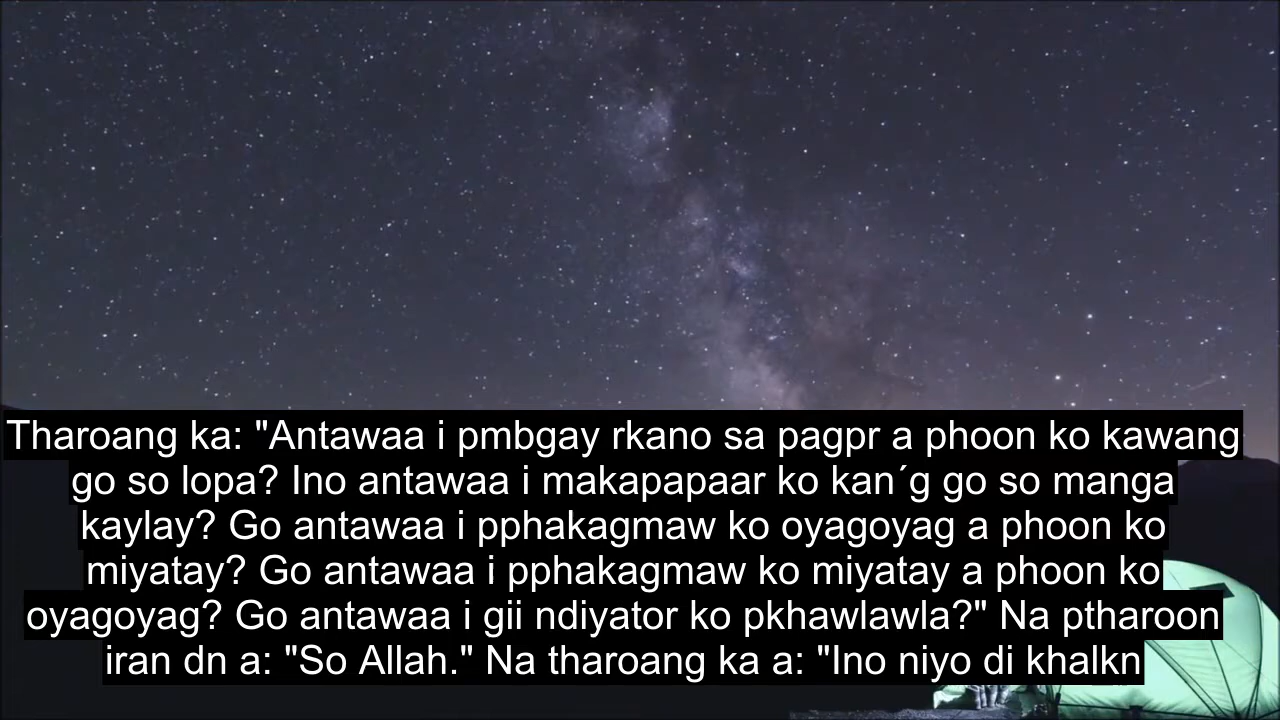 Tharoang ka: "Antawaa i pmbgay rkano sa pagpr a phoon ko kawang
go so lopa? Ino antawaa i makapapaar ko kan´g go so manga
kaylay? Go antawaa i pphakagmaw ko oyagoyag a phoon ko
miyatay? Go antawaa i pphakagmaw ko miyatay a phoon ko
oyagoyag? Go antawaa i gii ndiyator ko pkhawlawla?" Na ptharoon
iran dn a: "So Allah." Na tharoang ka a: "Ino niyo di khalkn